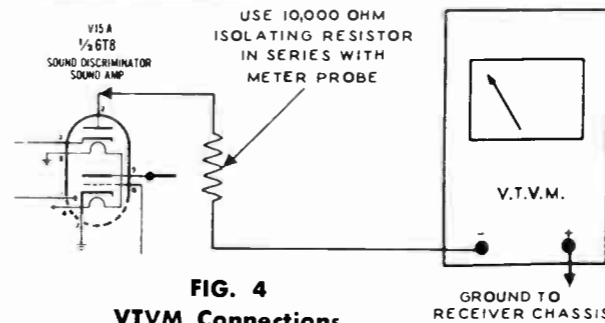 V15A
½6T8
SOUND DISCRIMINATOR
SOUND AMP
USE 10,000 OHM
ISOLATING RESISTOR
IN SERIES WITH
METER PROBE
V.T.V.M.
-
+
GROUND TO
RECEIVER CHASSIS
FIG. 4
VTVM Connections